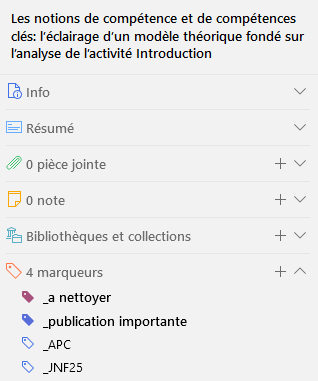 Les notions de compétence et de compétences
clés: l’éclairage d’un modèle théorique fondé sur
l’analyse de l’activité Introduction
Info
Résumé
0 pièce jointe
0 note
Bibliothèques et collections
4 marqueurs
_a nettoyer
_publication importante
_APC
_JNF25